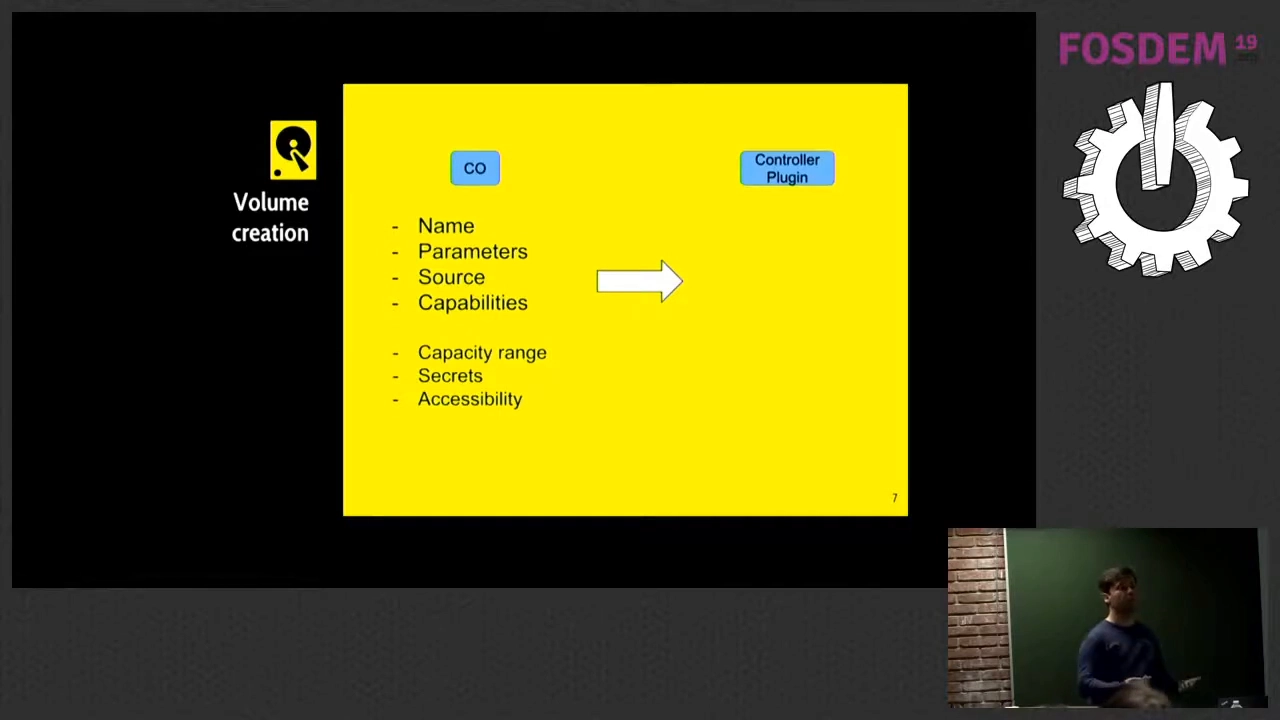 FOSDEM 19
Volume
creation
CO
Controller
Plugin
- Name
- Parameters
- Source
- Capabilities
- Capacity range
- Secrets
- Accessibility
7